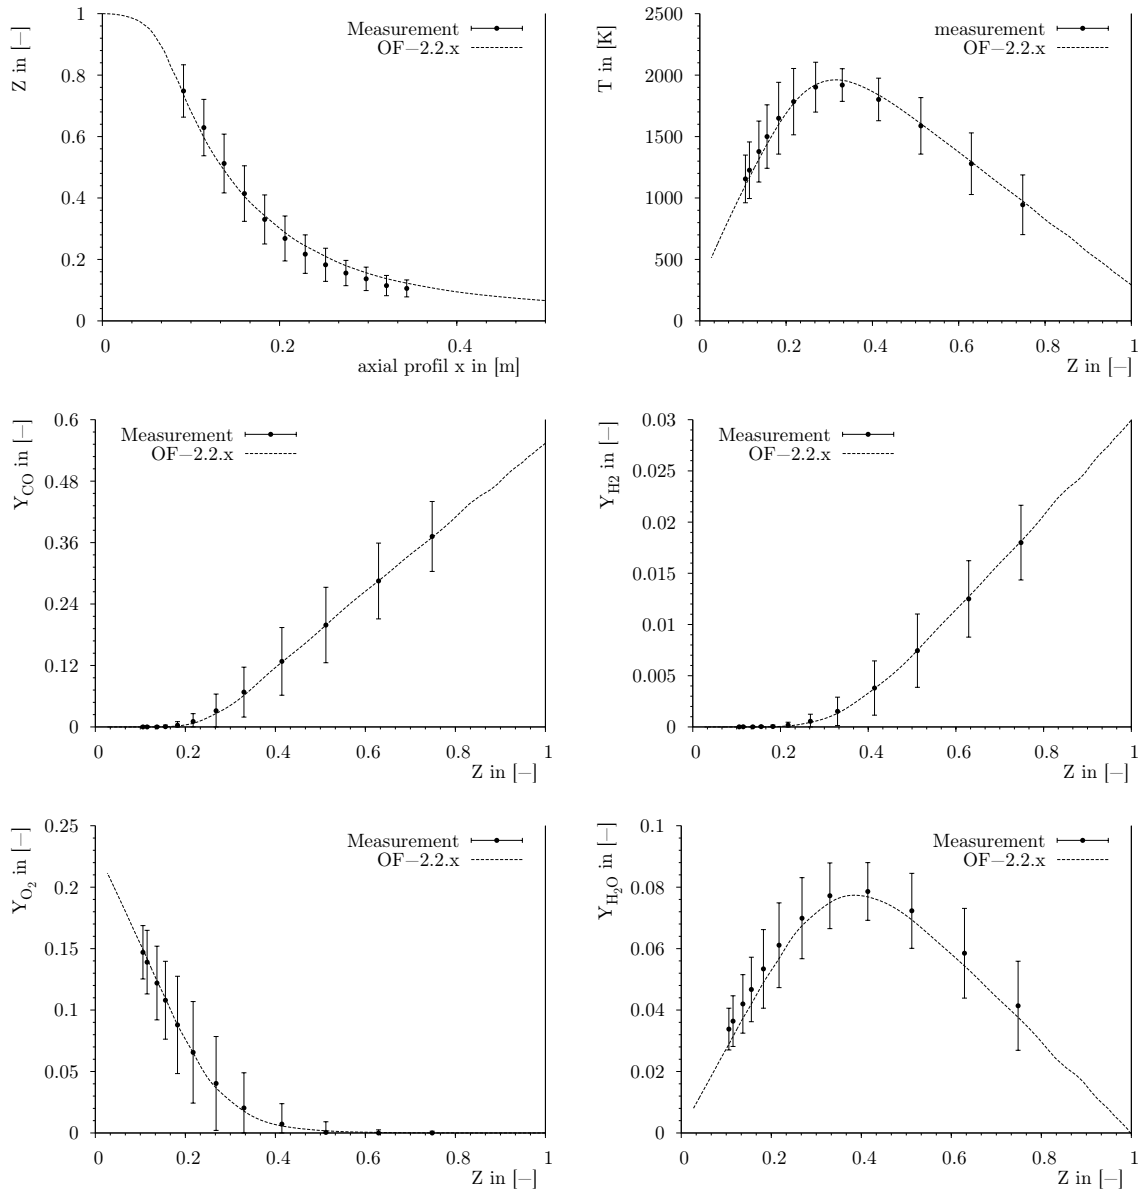 Z in [−]
1
0.8
0.6
0.4
0.2
0
0
0.2
0.4
axial profil x in [m]
Measurement
OF−2.2.x
T in [K]
2500
2000
1500
1000
500
0
0
0.2
0.4
0.6
0.8
1
Z in [−]
measurement
OF−2.2.x
Y_CO in [−]
0.6
0.48
0.36
0.24
0.12
0
0
0.2
0.4
0.6
0.8
1
Z in [−]
Measurement
OF−2.2.x
Y_H2 in [−]
0.03
0.025
0.02
0.015
0.01
0.005
0
0
0.2
0.4
0.6
0.8
1
Z in [−]
Measurement
OF−2.2.x
Y_O₂ in [−]
0.25
0.2
0.15
0.1
0.05
0
0
0.2
0.4
0.6
0.8
1
Z in [−]
Measurement
OF−2.2.x
Y_H₂O in [−]
0.1
0.08
0.06
0.04
0.02
0
0
0.2
0.4
0.6
0.8
1
Z in [−]
Measurement
OF−2.2.x